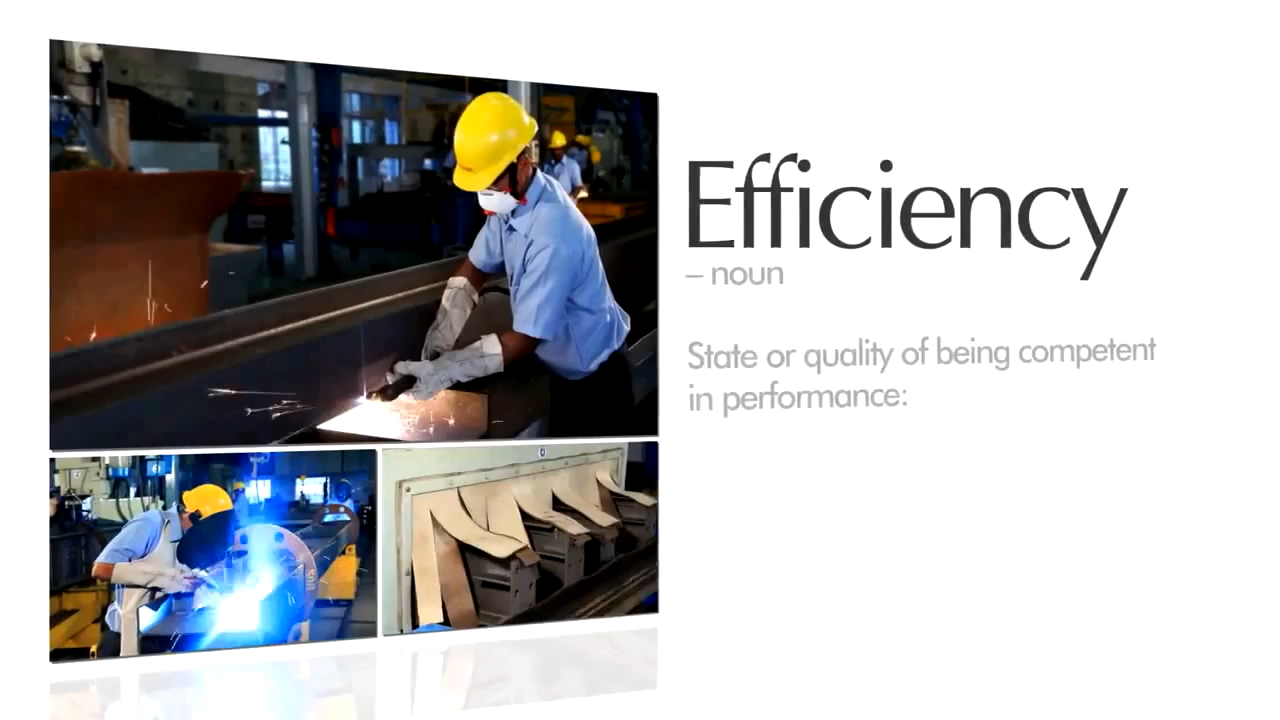 Efficiency
– noun
State or quality of being competent
in performance: